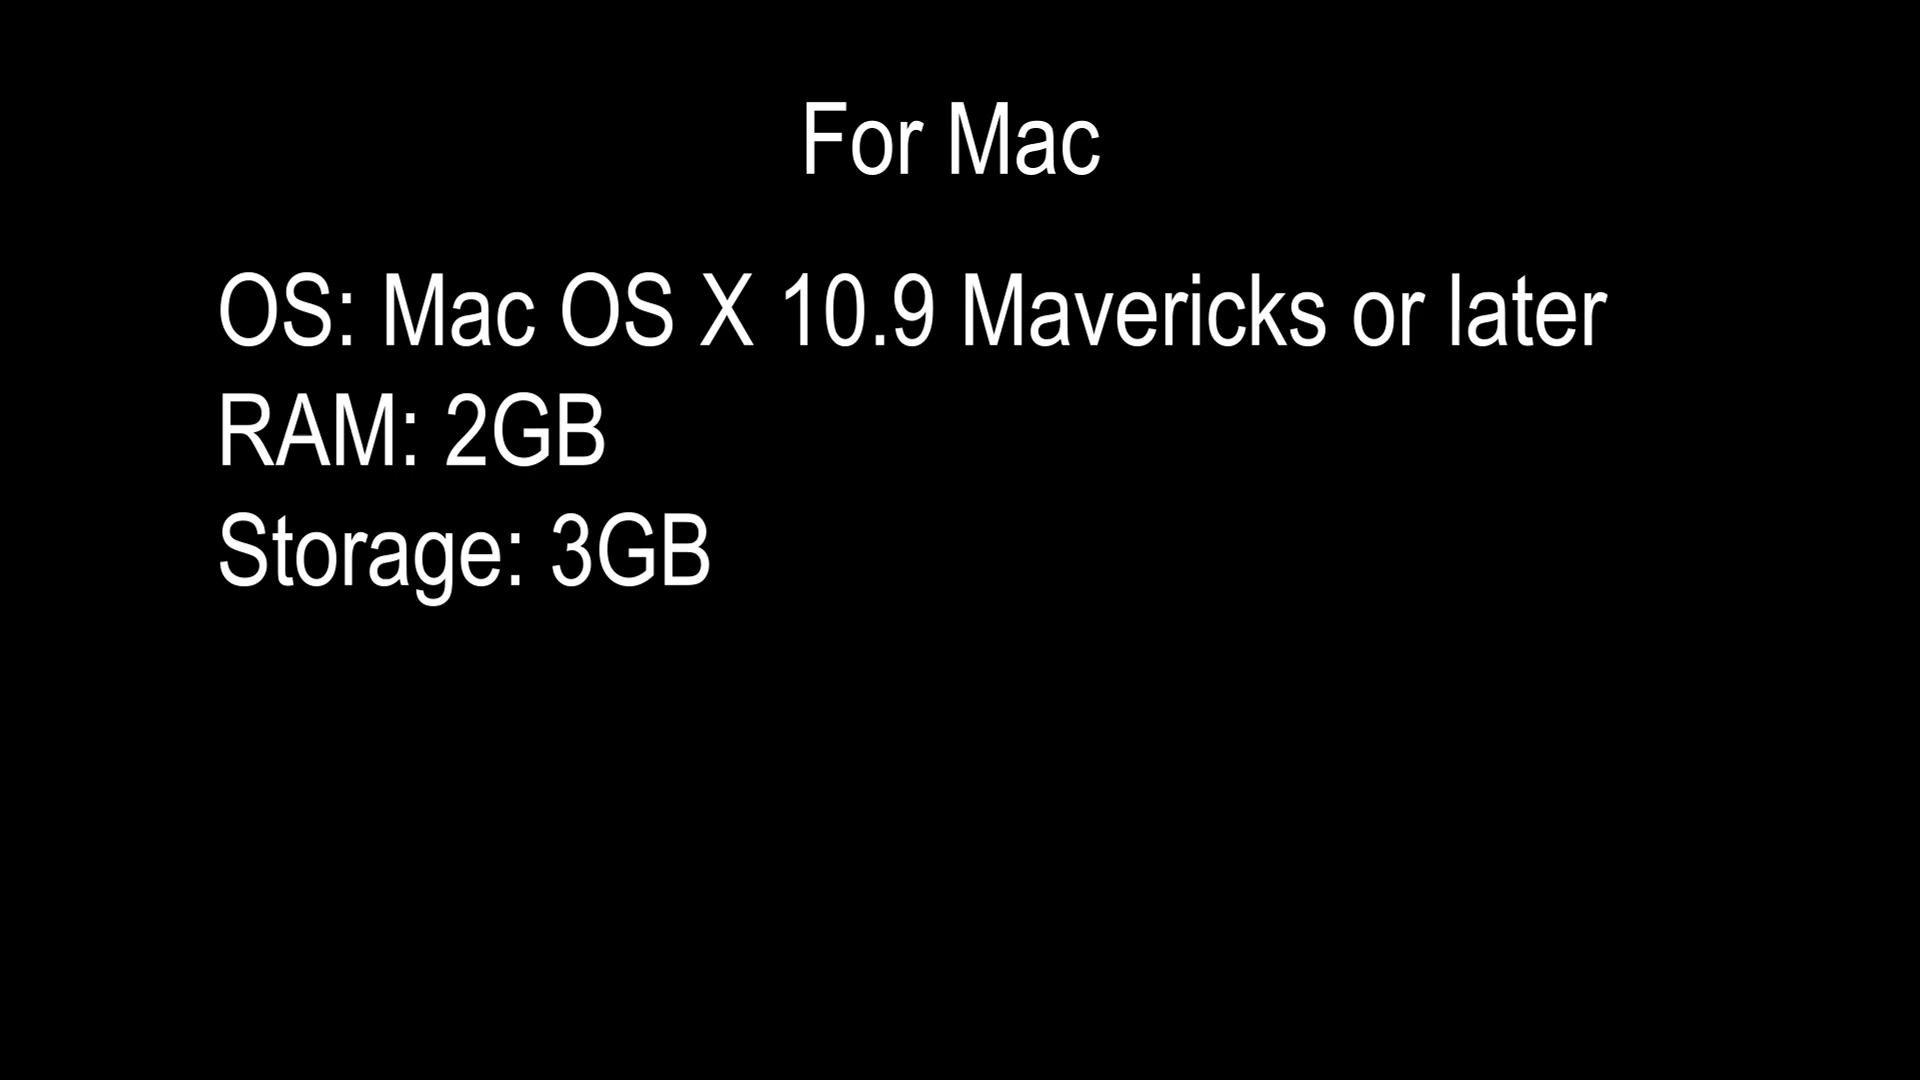 For Mac
OS: Mac OS X 10.9 Mavericks or later
RAM: 2GB
Storage: 3GB